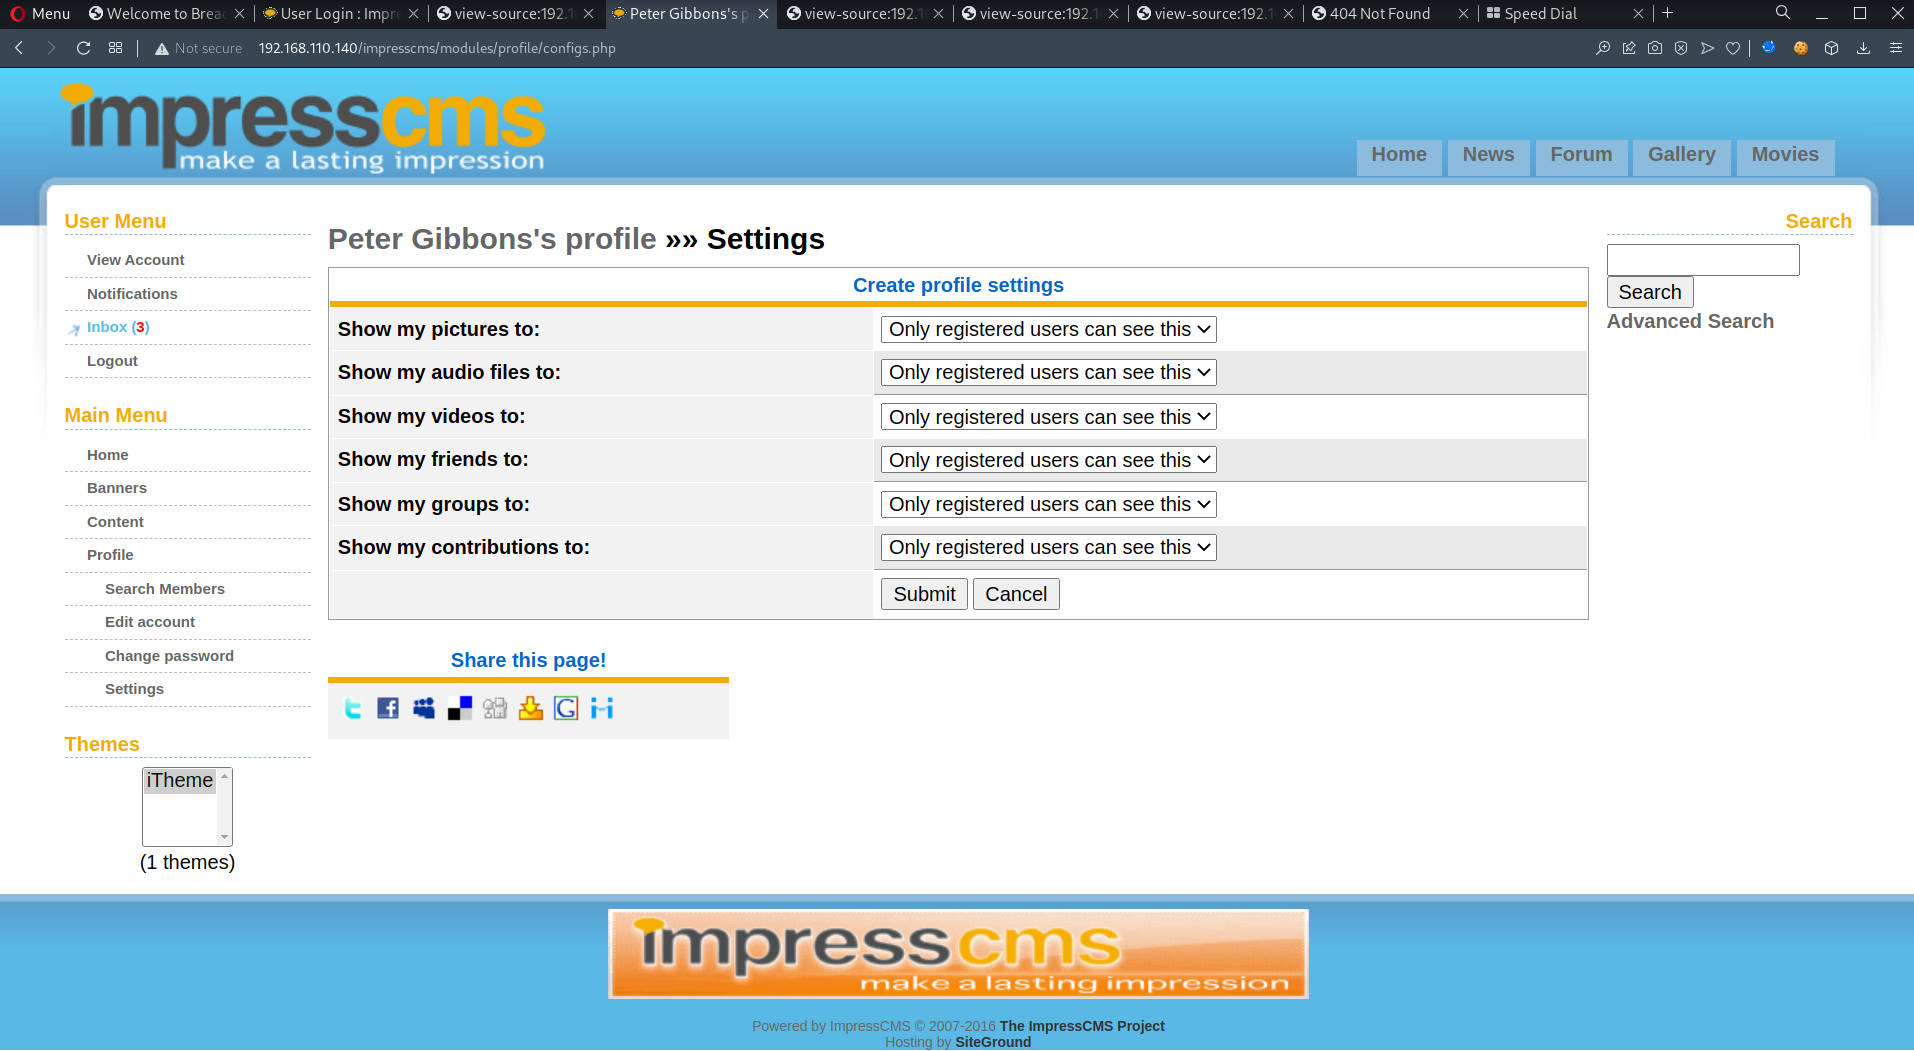 Menu
Welcome to Breac
User Login : Impre
view-source:192.1
Peter Gibbons's p
view-source:192.1
view-source:192.1
view-source:192.1
404 Not Found
Speed Dial
Not secure 192.168.110.140/impresscms/modules/profile/configs.php
impresscms
make a lasting impression
Home
News
Forum
Gallery
Movies
User Menu
View Account
Notifications
Inbox (3)
Logout
Main Menu
Home
Banners
Content
Profile
Search Members
Edit account
Change password
Settings
Themes
iTheme
(1 themes)
Peter Gibbons's profile »» Settings
Create profile settings
Show my pictures to: Only registered users can see this
Show my audio files to: Only registered users can see this
Show my videos to: Only registered users can see this
Show my friends to: Only registered users can see this
Show my groups to: Only registered users can see this
Show my contributions to: Only registered users can see this
Submit Cancel
Share this page!
Search
Search
Advanced Search
impresscms
make a lasting impression
Powered by ImpressCMS © 2007-2016 The ImpressCMS Project
Hosting by SiteGround